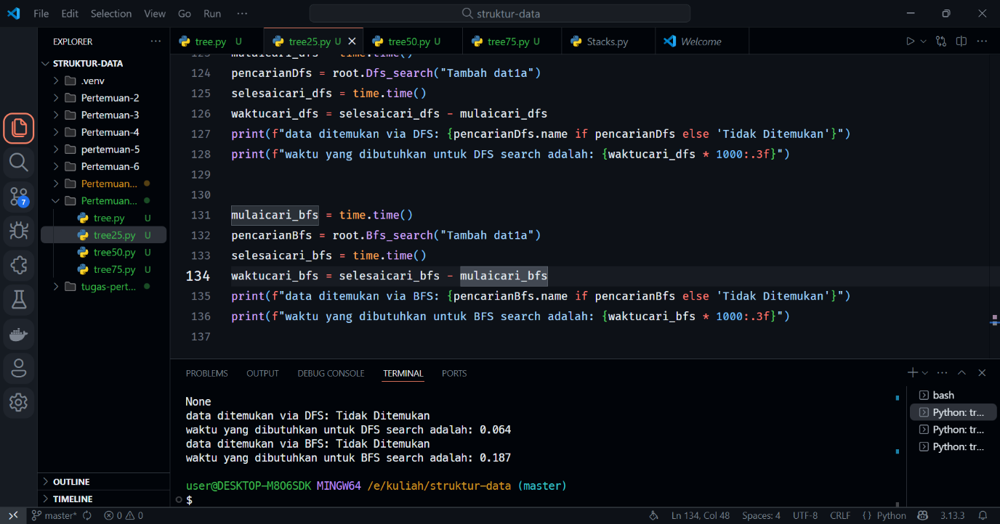 File Edit Selection View Go Run ··· struktur-data
EXPLORER ···
STRUKTUR-DATA
.venv
Pertemuan-2
Pertemuan-3
Pertemuan-4
pertemuan-5
Pertemuan-6
Pertemuan...
Pertemuan...
tree.py U
tree25.py U
tree50.py U
tree75.py U
tugas-pert...
OUTLINE
TIMELINE
7
tree.py U tree25.py U tree50.py U tree75.py U Stacks.py Welcome
124 pencarianDfs = root.Dfs_search("Tambah dat1a")
125 selesaicari_dfs = time.time()
126 waktucari_dfs = selesaicari_dfs - mulaicari_dfs
127 print(f"data ditemukan via DFS: {pencarianDfs.name if pencarianDfs else 'Tidak Ditemukan'}")
128 print(f"waktu yang dibutuhkan untuk DFS search adalah: {waktucari_dfs * 1000:.3f}")
129
130
131 mulaicari_bfs = time.time()
132 pencarianBfs = root.Bfs_search("Tambah dat1a")
133 selesaicari_bfs = time.time()
134 waktucari_bfs = selesaicari_bfs - mulaicari_bfs
135 print(f"data ditemukan via BFS: {pencarianBfs.name if pencarianBfs else 'Tidak Ditemukan'}")
136 print(f"waktu yang dibutuhkan untuk BFS search adalah: {waktucari_bfs * 1000:.3f}")
137
PROBLEMS OUTPUT DEBUG CONSOLE TERMINAL PORTS
None
data ditemukan via DFS: Tidak Ditemukan
waktu yang dibutuhkan untuk DFS search adalah: 0.064
data ditemukan via BFS: Tidak Ditemukan
waktu yang dibutuhkan untuk BFS search adalah: 0.187
user@DESKTOP-M8O6SDK MINGW64 /e/kuliah/struktur-data (master)
$
bash
Python: tr...
Python: tr...
Python: tr...
master* 0 0 Ln 134, Col 48 Spaces: 4 UTF-8 CRLF {} Python 3.13.3